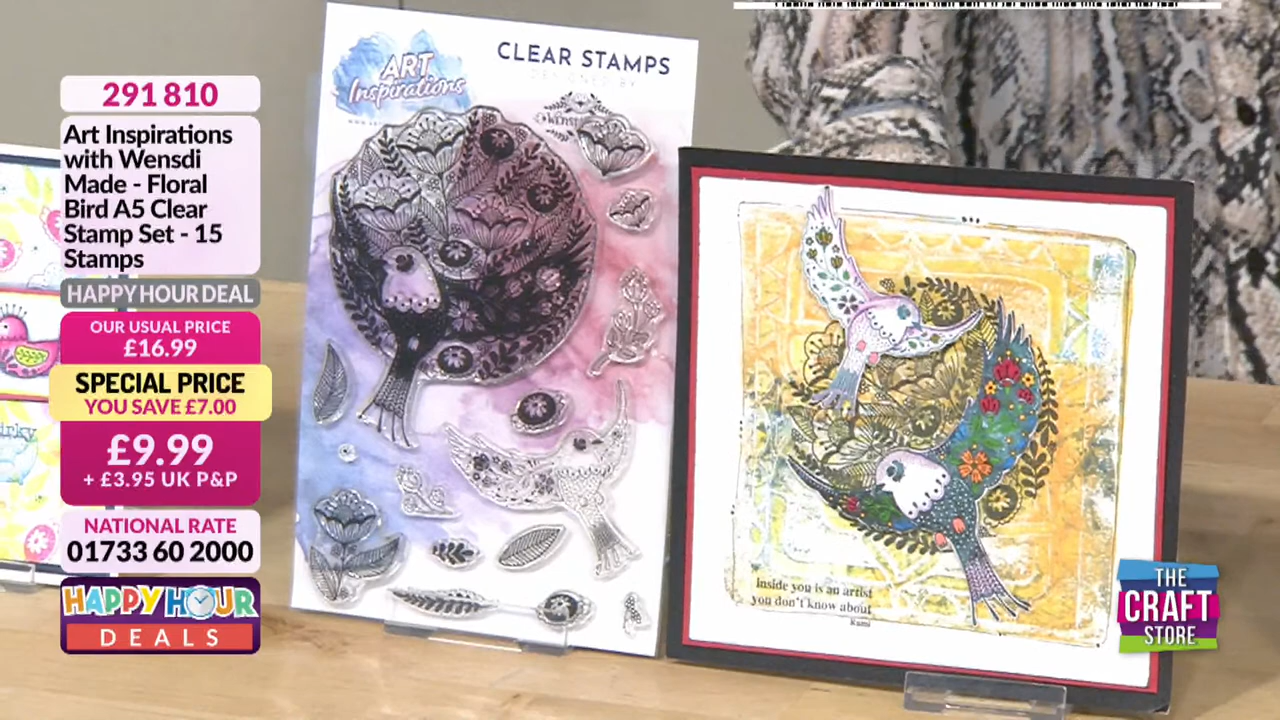 291 810
Art Inspirations
with Wensdi
Made - Floral
Bird A5 Clear
Stamp Set - 15
Stamps
HAPPY HOUR DEAL
OUR USUAL PRICE
£16.99
SPECIAL PRICE
YOU SAVE £7.00
£9.99
+ £3.95 UK P&P
NATIONAL RATE
01733 60 2000
HAPPY HOUR
DEALS
ART
Inspirations
CLEAR STAMPS
DESIGNED BY
Inside you is an artist
you don't know about
Rumi
THE
CRAFT
STORE